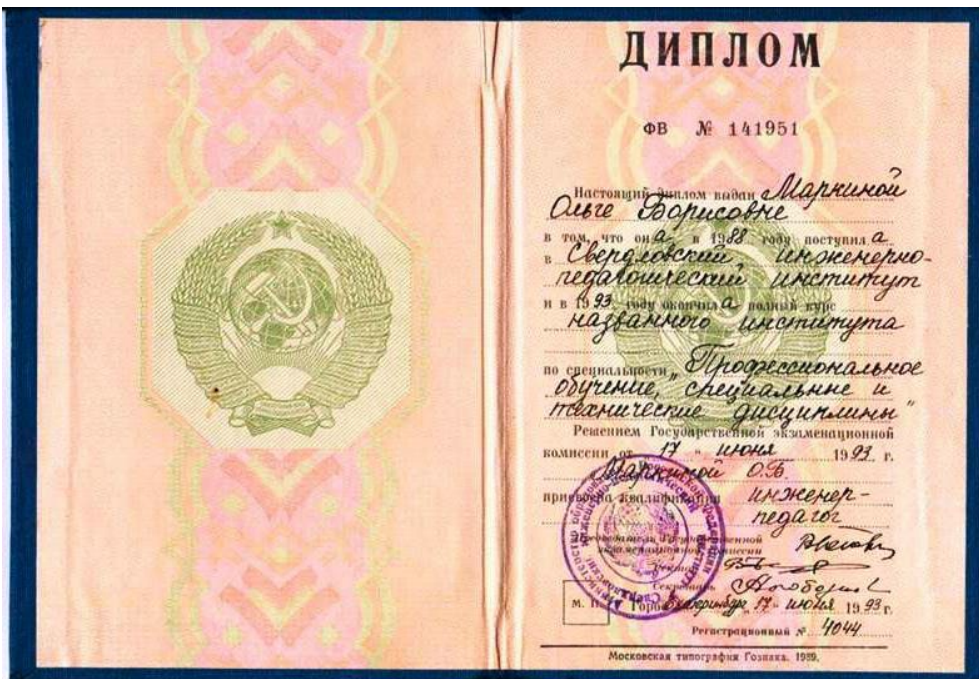 ДИПЛОМ
ФВ № 141951
Настоящий диплом выдан Маркиной
Ольге Борисовне
в том, что она в 1988 году поступила
в Свердловский инженерно-
педагогический институт
и в 1993 году окончила полный курс
названного института
по специальности „Профессиональное
обучение, специальные и
технические дисциплины"
Решением Государственной экзаменационной
комиссии от 17 „ июня 1993 г.
Маркиной О.Б.
присвоена квалификация инженер-
педагог
Председатель Государственной
экзаменационной комиссии
Ректор
Секретарь
М. П. Город Екатеринбург 17 „ июня 1993 г.
Регистрационный № 4044
Московская типография Гознака. 1989.